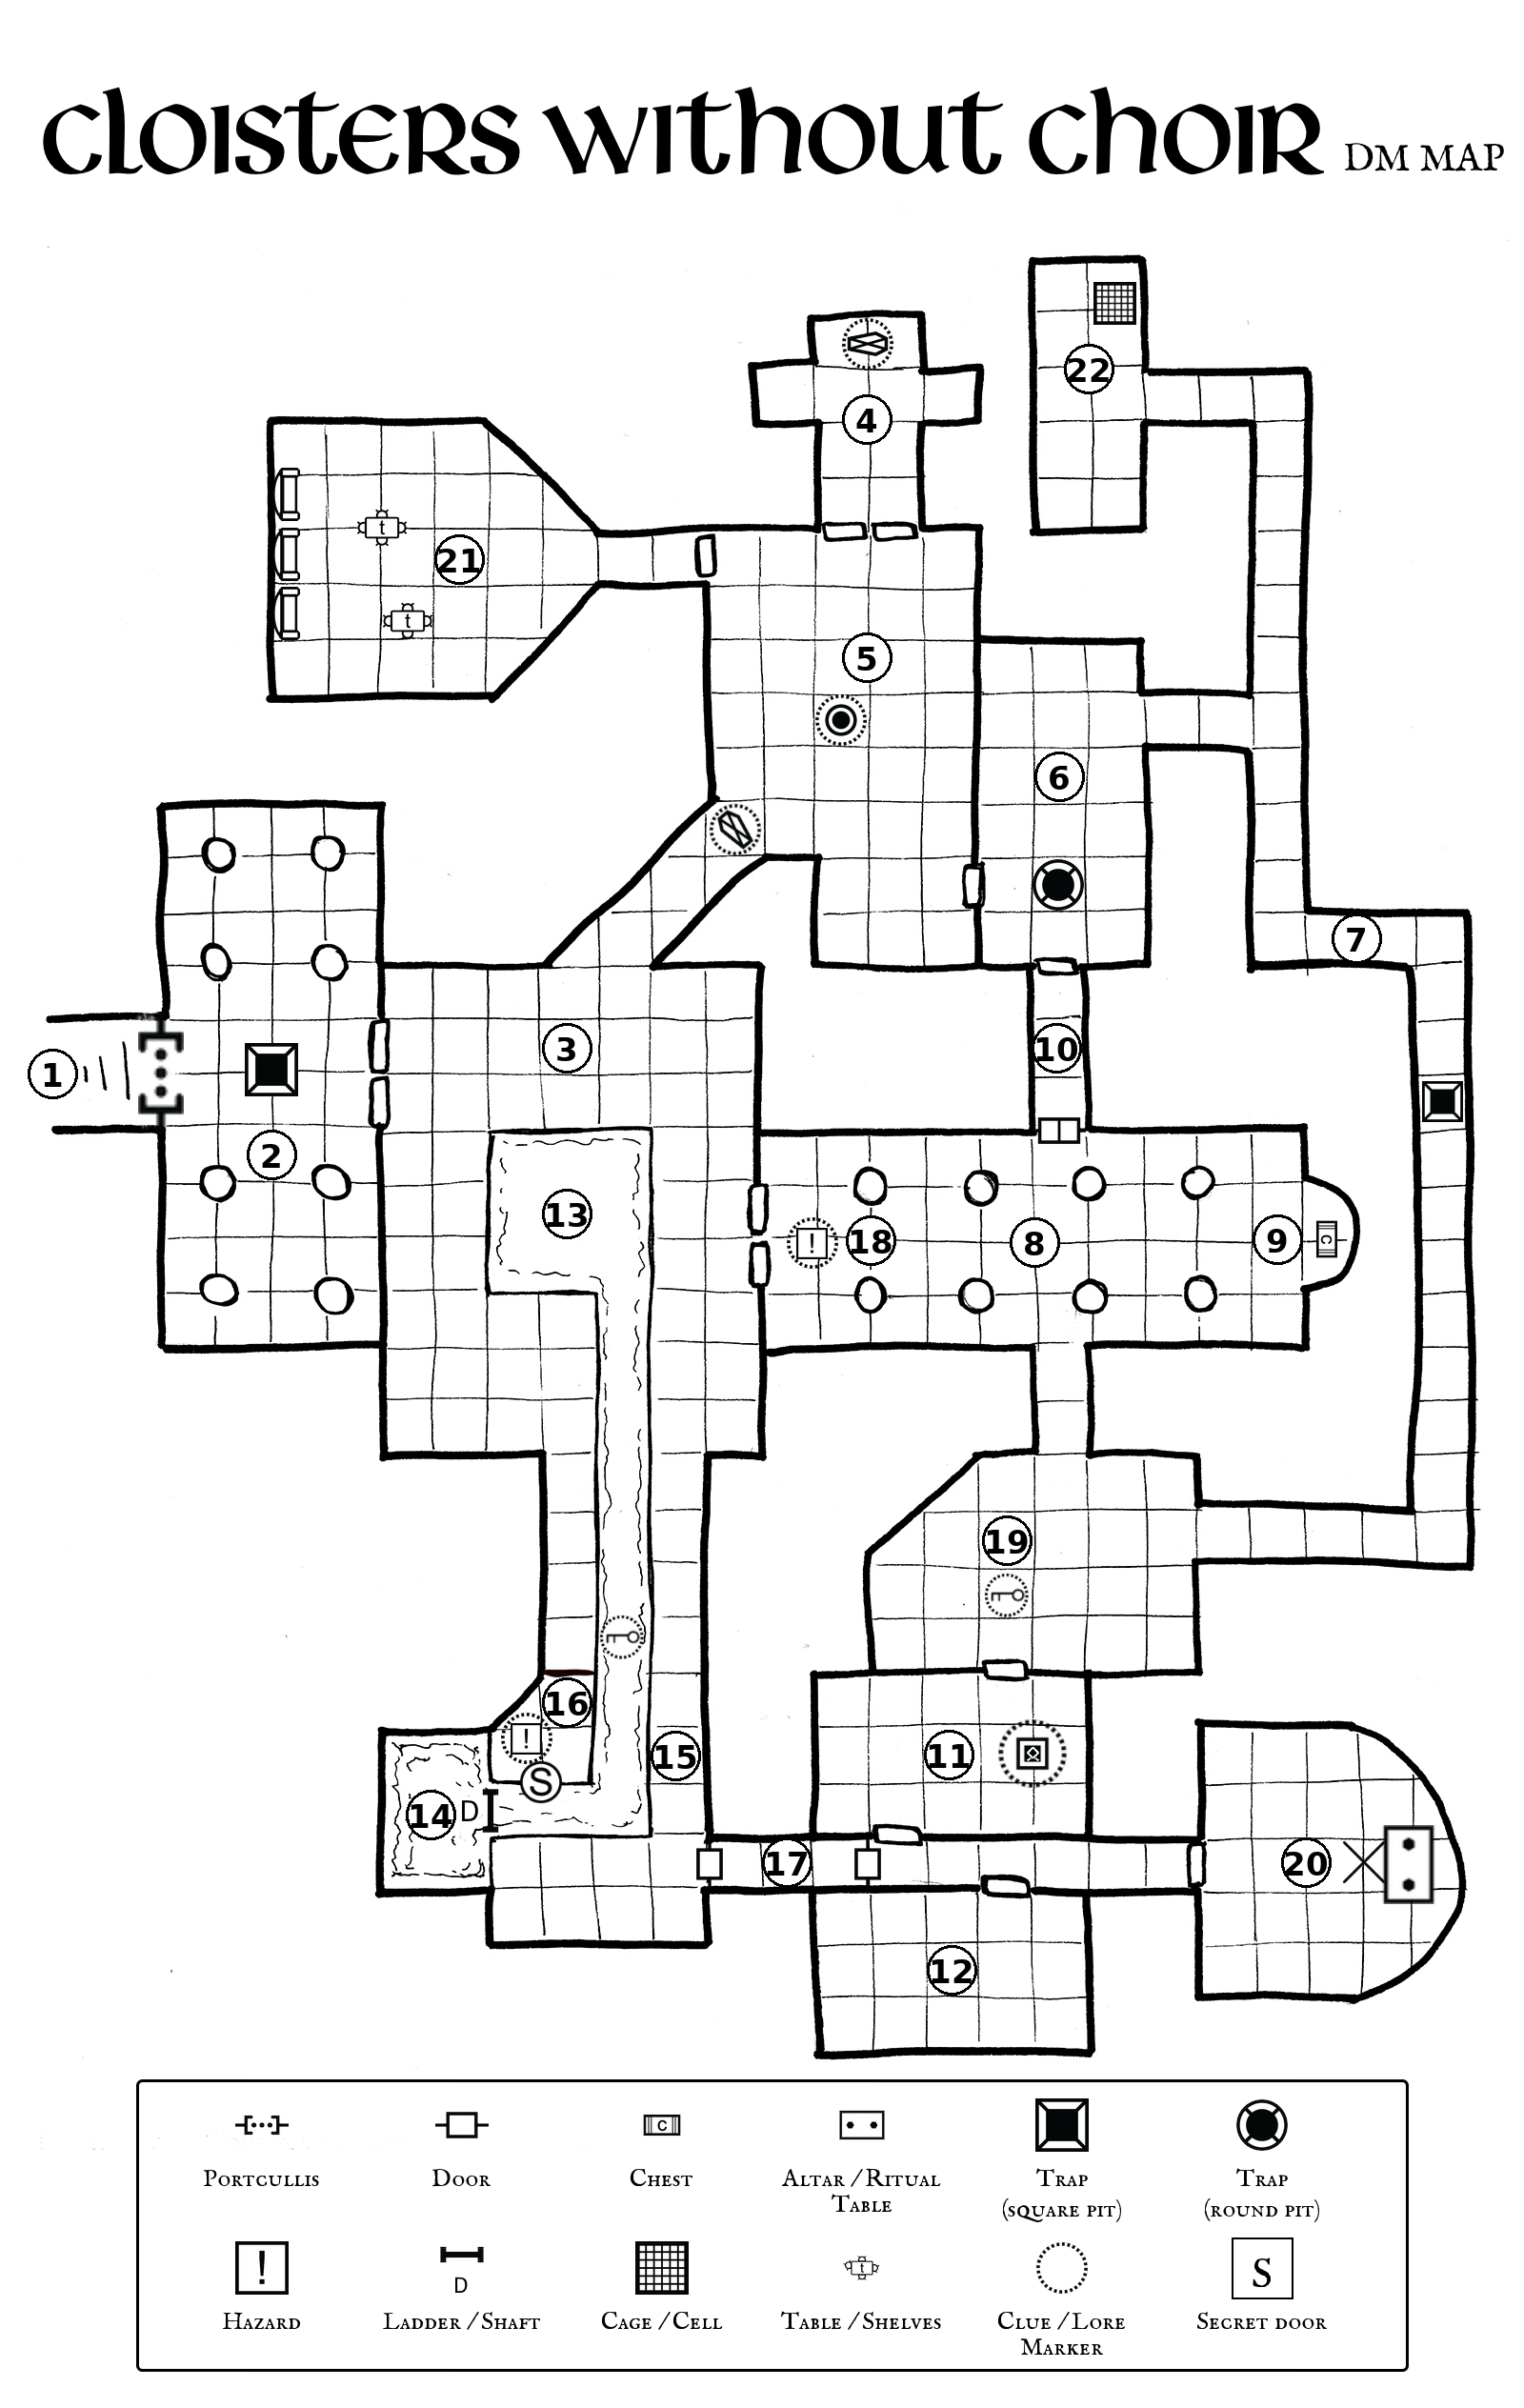 cloisters without choir DM MAP
22
4
21
t
t
5
6
7
3
10
1
2
13
! 18 8 9 c
19
16
!
15
11
S
14 D
17
20
12
c
Portcullis Door Chest Altar / Ritual Table Trap (square pit) Trap (round pit)
! D t S
Hazard Ladder / Shaft Cage / Cell Table / Shelves Clue / Lore Marker Secret door